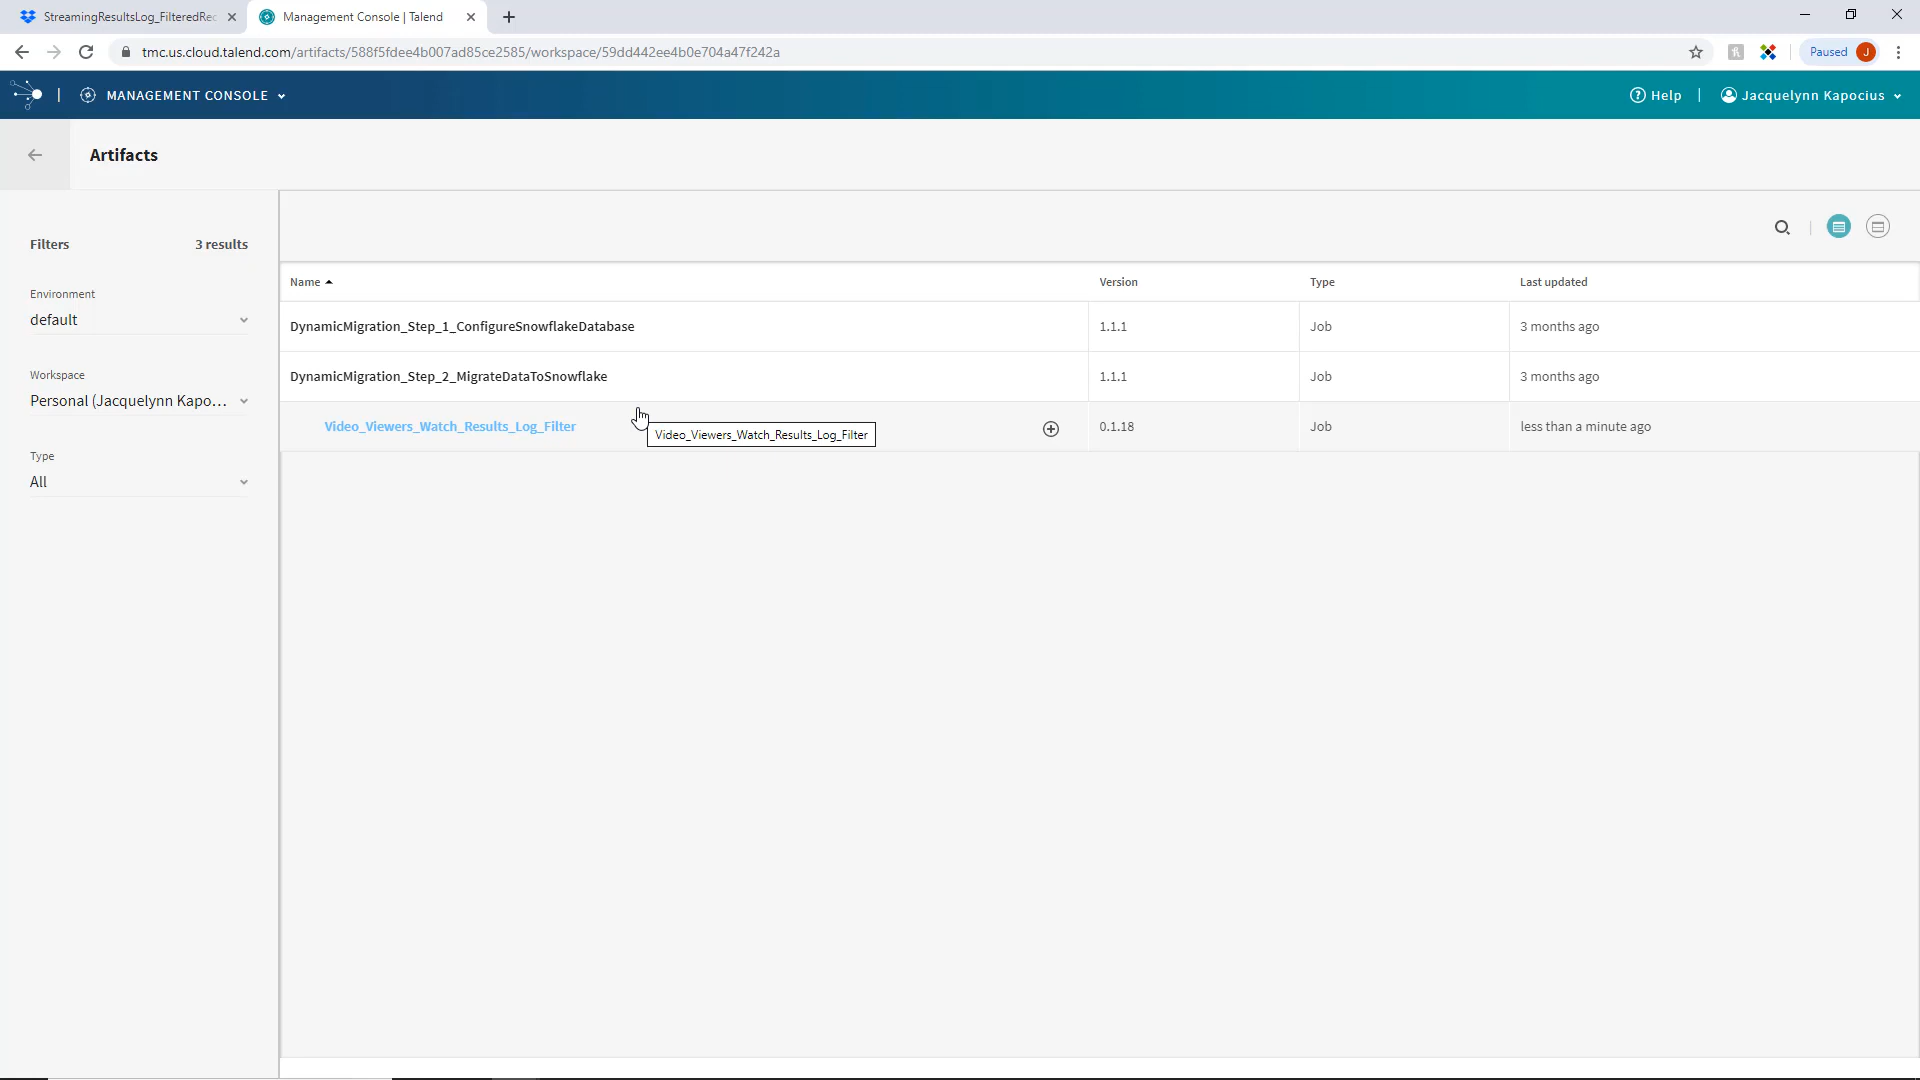 StreamingResultsLog_FilteredRec
Management Console | Talend
tmc.us.cloud.talend.com/artifacts/588f5fdee4b007ad85ce2585/workspace/59dd442ee4b0e704a47f242a
Paused J
| MANAGEMENT CONSOLE
? Help | Jacquelynn Kapocius
Artifacts
Filters 3 results
Environment
default
Workspace
Personal (Jacquelynn Kapo...
Type
All
Name Version Type Last updated
DynamicMigration_Step_1_ConfigureSnowflakeDatabase 1.1.1 Job 3 months ago
DynamicMigration_Step_2_MigrateDataToSnowflake 1.1.1 Job 3 months ago
Video_Viewers_Watch_Results_Log_Filter 0.1.18 Job less than a minute ago
Video_Viewers_Watch_Results_Log_Filter